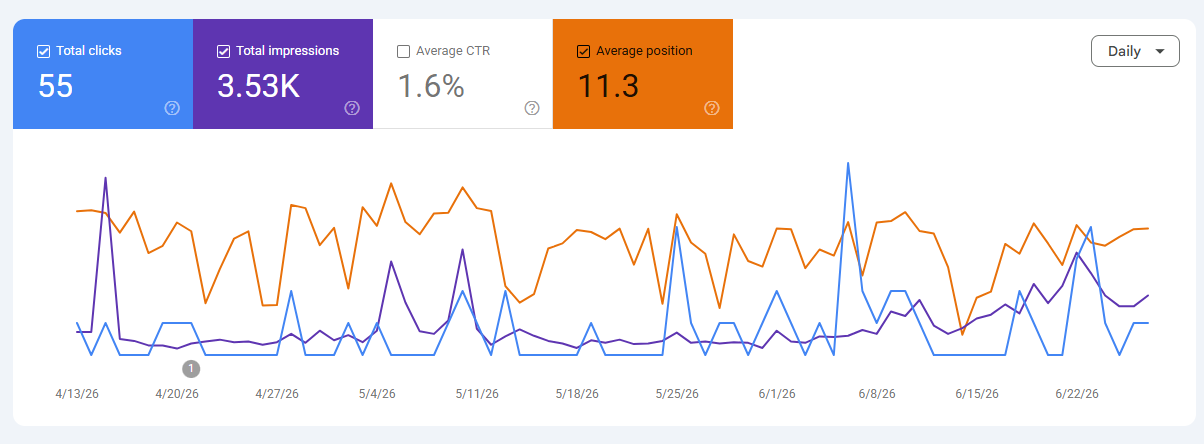 Total clicks
55
Total impressions
3.53K
Average CTR
1.6%
Average position
11.3
Daily
1
4/13/26 4/20/26 4/27/26 5/4/26 5/11/26 5/18/26 5/25/26 6/1/26 6/8/26 6/15/26 6/22/26